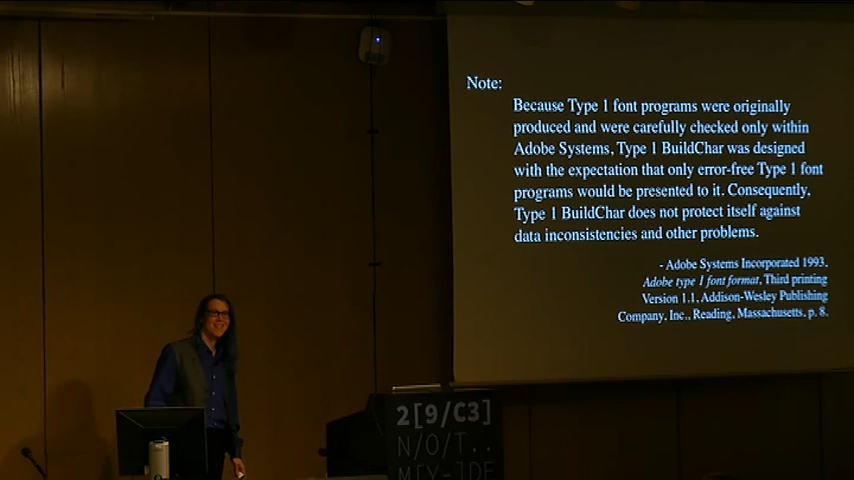 Note:
Because Type 1 font programs were originally
produced and were carefully checked only within
Adobe Systems, Type 1 BuildChar was designed
with the expectation that only error-free Type 1 font
programs would be presented to it. Consequently,
Type 1 BuildChar does not protect itself against
data inconsistencies and other problems.
- Adobe Systems Incorporated 1993.
Adobe type 1 font format, Third printing
Version 1.1, Addison-Wesley Publishing
Company, Inc., Reading, Massachusetts, p. 8.
2[9/C3]
N/O/T..
M[Y-]DE